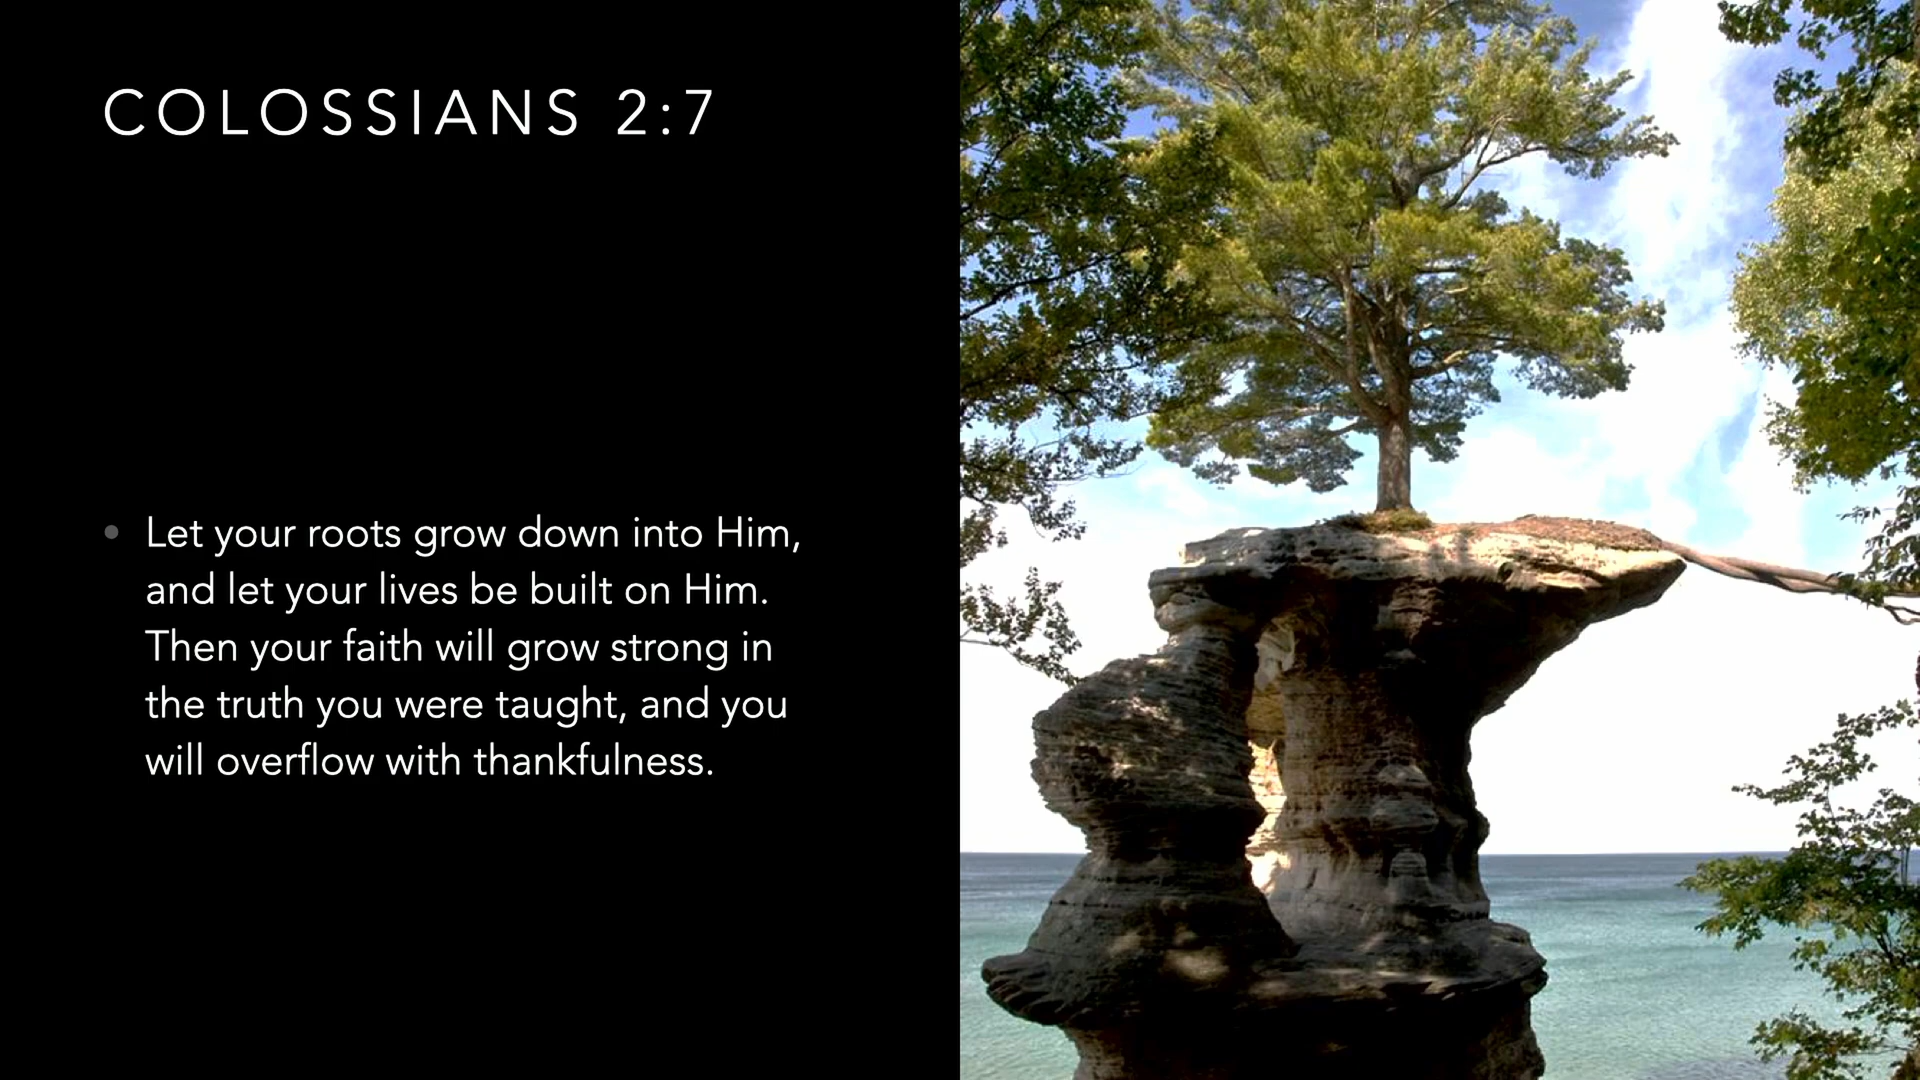 COLOSSIANS 2:7
• Let your roots grow down into Him,
and let your lives be built on Him.
Then your faith will grow strong in
the truth you were taught, and you
will overflow with thankfulness.